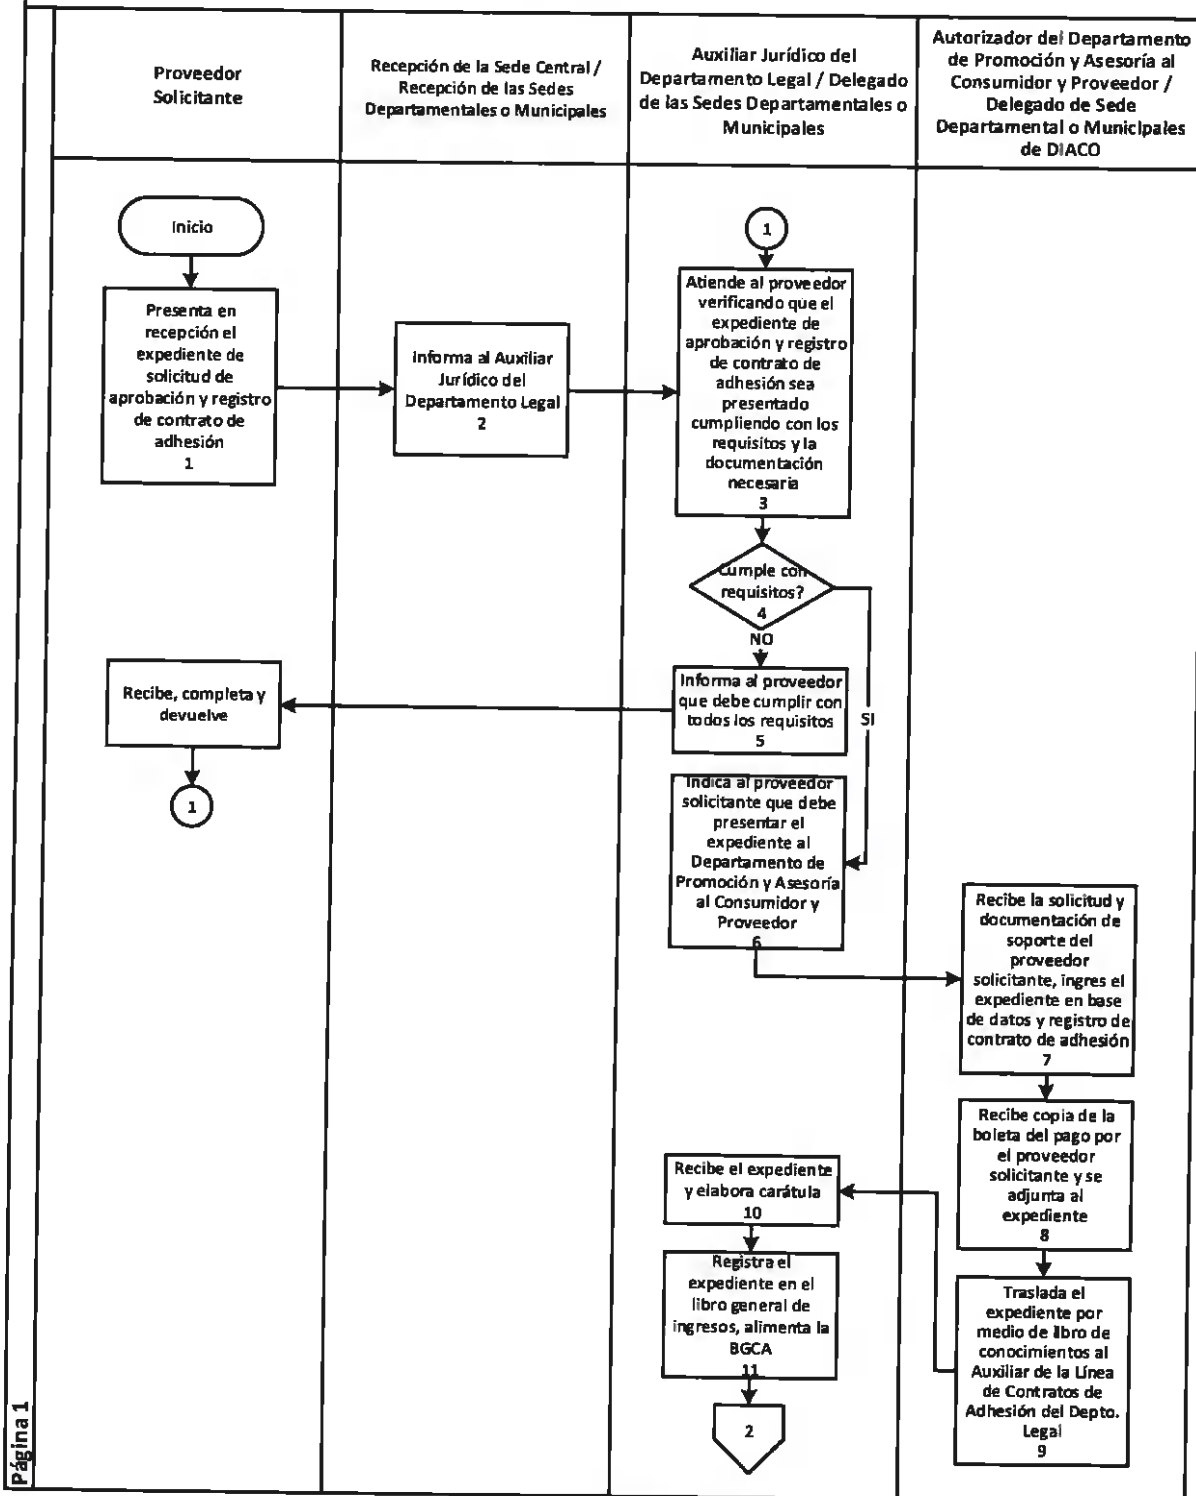 Proveedor
Solicitante
Recepción de la Sede Central /
Recepción de las Sedes
Departamentales o Municipales
Auxiliar Jurídico del
Departamento Legal / Delegado
de las Sedes Departamentales o
Municipales
Autorizador del Departamento
de Promoción y Asesoría al
Consumidor y Proveedor /
Delegado de Sede
Departamental o Municipales
de DIACO
Inicio
Presenta en
recepción el
expediente de
solicitud de
aprobación y registro
de contrato de
adhesión
1
Informa al Auxiliar
Jurídico del
Departamento Legal
2
1
Atiende al proveedor
verificando que el
expediente de
aprobación y registro
de contrato de
adhesión sea
presentado
cumpliendo con los
requisitos y la
documentación
necesaria
3
Cumple con
requisitos?
4
NO
SI
Informa al proveedor
que debe cumplir con
todos los requisitos
5
Recibe, completa y
devuelve
1
Indica al proveedor
solicitante que debe
presentar el
expediente al
Departamento de
Promoción y Asesoría
al Consumidor y
Proveedor
6
Recibe la solicitud y
documentación de
soporte del
proveedor
solicitante, ingres el
expediente en base
de datos y registro de
contrato de adhesión
7
Recibe copia de la
boleta del pago por
el proveedor
solicitante y se
adjunta al
expediente
8
Traslada el
expediente por
medio de libro de
conocimientos al
Auxiliar de la Línea
de Contratos de
Adhesión del Depto.
Legal
9
Recibe el expediente
y elabora carátula
10
Registra el
expediente en el
libro general de
ingresos, alimenta la
BGCA
11
2
Página 1